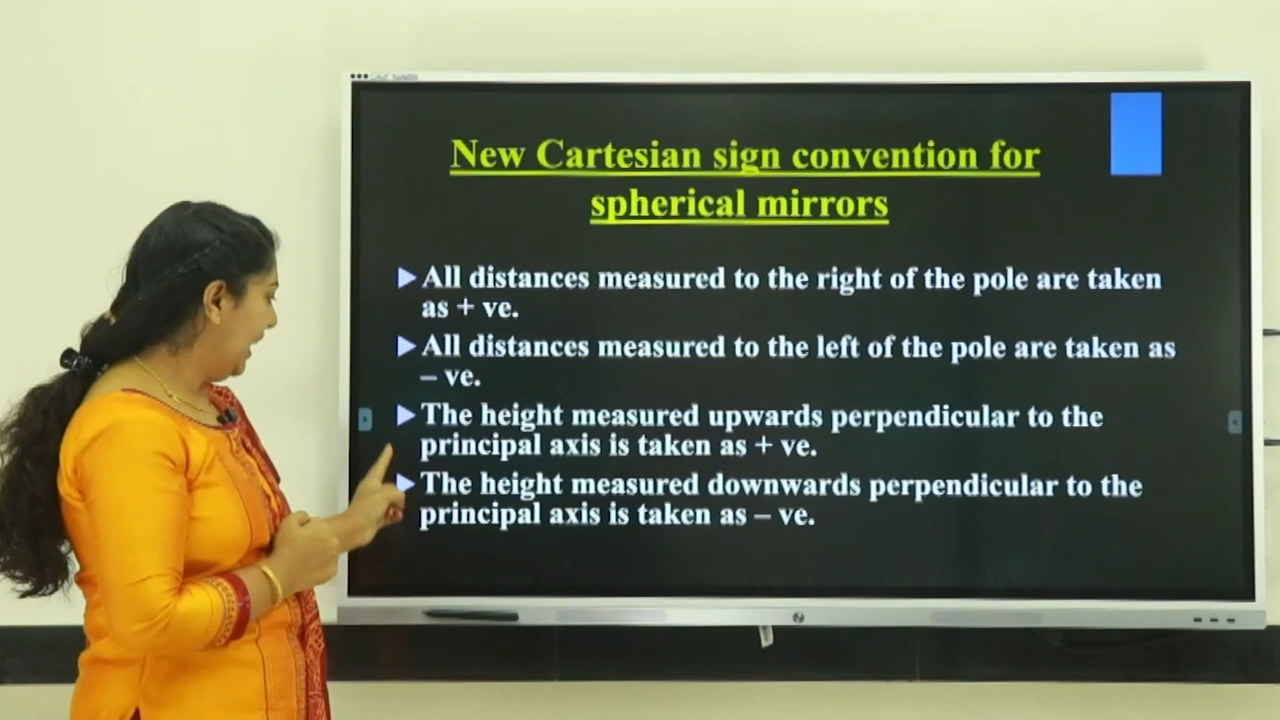 New Cartesian sign convention for
spherical mirrors
All distances measured to the right of the pole are taken
as + ve.
All distances measured to the left of the pole are taken as
– ve.
The height measured upwards perpendicular to the
principal axis is taken as + ve.
The height measured downwards perpendicular to the
principal axis is taken as – ve.